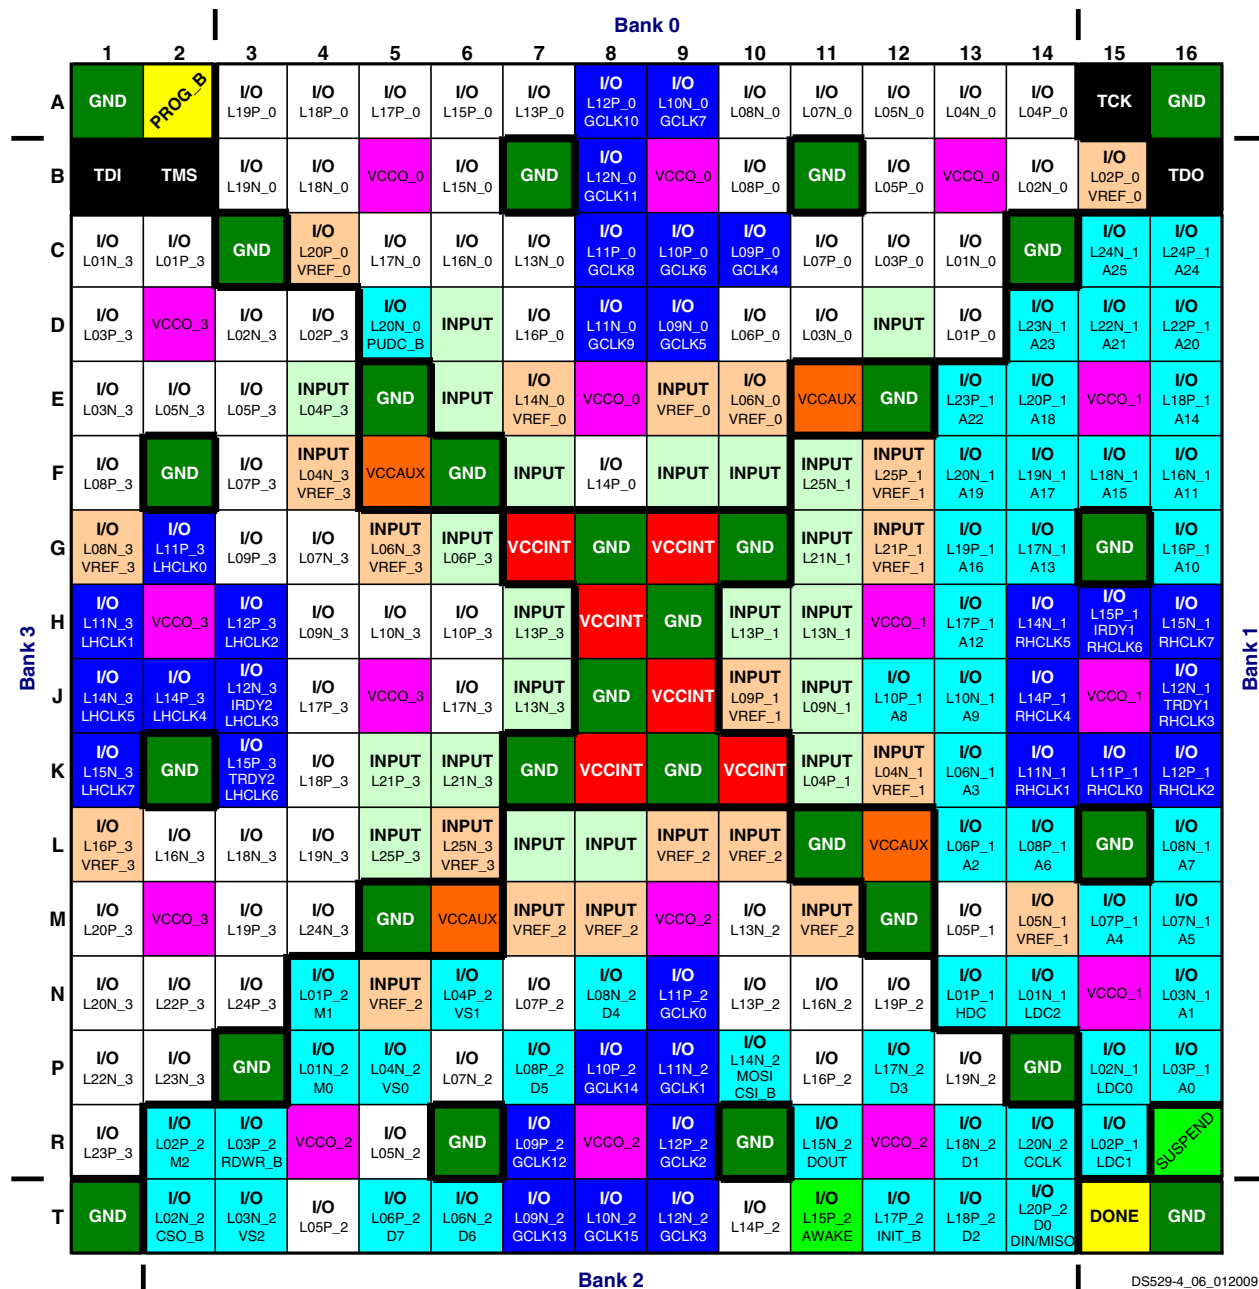 Bank 0
1 2 3 4 5 6 7 8 9 10 11 12 13 14 15 16
A GND PROG_B I/O L19P_0 I/O L18P_0 I/O L17P_0 I/O L15P_0 I/O L13P_0 I/O L12P_0 GCLK10 I/O L10N_0 GCLK7 I/O L08N_0 I/O L07N_0 I/O L05N_0 I/O L04N_0 I/O L04P_0 TCK GND
B TDI TMS I/O L19N_0 I/O L18N_0 VCCO_0 I/O L15N_0 GND I/O L12N_0 GCLK11 VCCO_0 I/O L08P_0 GND I/O L05P_0 VCCO_0 I/O L02N_0 I/O L02P_0 VREF_0 TDO
C I/O L01N_3 I/O L01P_3 GND I/O L20P_0 VREF_0 I/O L17N_0 I/O L16N_0 I/O L13N_0 I/O L11P_0 GCLK8 I/O L10P_0 GCLK6 I/O L09P_0 GCLK4 I/O L07P_0 I/O L03P_0 I/O L01N_0 GND I/O L24N_1 A25 I/O L24P_1 A24
D I/O L03P_3 VCCO_3 I/O L02N_3 I/O L02P_3 I/O L20N_0 PUDC_B INPUT I/O L16P_0 I/O L11N_0 GCLK9 I/O L09N_0 GCLK5 I/O L06P_0 I/O L03N_0 INPUT I/O L01P_0 I/O L23N_1 A23 I/O L22N_1 A21 I/O L22P_1 A20
E I/O L03N_3 I/O L05N_3 I/O L05P_3 INPUT L04P_3 GND INPUT I/O L14N_0 VREF_0 VCCO_0 INPUT VREF_0 I/O L06N_0 VREF_0 VCCAUX GND I/O L23P_1 A22 I/O L20P_1 A18 VCCO_1 I/O L18P_1 A14
F I/O L08P_3 GND I/O L07P_3 INPUT L04N_3 VREF_3 VCCAUX GND INPUT I/O L14P_0 INPUT INPUT INPUT L25N_1 INPUT L25P_1 VREF_1 I/O L20N_1 A19 I/O L19N_1 A17 I/O L18N_1 A15 I/O L16N_1 A11
G I/O L08N_3 VREF_3 I/O L11P_3 LHCLK0 I/O L09P_3 I/O L07N_3 INPUT L06N_3 VREF_3 INPUT L06P_3 VCCINT GND VCCINT GND INPUT L21N_1 INPUT L21P_1 VREF_1 I/O L19P_1 A16 I/O L17N_1 A13 GND I/O L16P_1 A10
H I/O L11N_3 LHCLK1 VCCO_3 I/O L12P_3 LHCLK2 I/O L09N_3 I/O L10N_3 I/O L10P_3 INPUT L13P_3 VCCINT GND INPUT L13P_1 INPUT L13N_1 VCCO_1 I/O L17P_1 A12 I/O L14N_1 RHCLK5 I/O L15P_1 IRDY1 RHCLK6 I/O L15N_1 RHCLK7
Bank 3
Bank 1
J I/O L14N_3 LHCLK5 I/O L14P_3 LHCLK4 I/O L12N_3 IRDY2 LHCLK3 I/O L17P_3 VCCO_3 I/O L17N_3 INPUT L13N_3 GND VCCINT INPUT L09P_1 VREF_1 INPUT L09N_1 I/O L10P_1 A8 I/O L10N_1 A9 I/O L14P_1 RHCLK4 VCCO_1 I/O L12N_1 TRDY1 RHCLK3
K I/O L15N_3 LHCLK7 GND I/O L15P_3 TRDY2 LHCLK6 I/O L18P_3 INPUT L21P_3 INPUT L21N_3 GND VCCINT GND VCCINT INPUT L04P_1 INPUT L04N_1 VREF_1 I/O L06N_1 A3 I/O L11N_1 RHCLK1 I/O L11P_1 RHCLK0 I/O L12P_1 RHCLK2
L I/O L16P_3 VREF_3 I/O L16N_3 I/O L18N_3 I/O L19N_3 INPUT L25P_3 INPUT L25N_3 VREF_3 INPUT INPUT INPUT VREF_2 INPUT VREF_2 GND VCCAUX I/O L06P_1 A2 I/O L08P_1 A6 GND I/O L08N_1 A7
M I/O L20P_3 VCCO_3 I/O L19P_3 I/O L24N_3 GND VCCAUX INPUT VREF_2 INPUT VREF_2 VCCO_2 I/O L13N_2 INPUT VREF_2 GND I/O L05P_1 I/O L05N_1 VREF_1 I/O L07P_1 A4 I/O L07N_1 A5
N I/O L20N_3 I/O L22P_3 I/O L24P_3 I/O L01P_2 M1 INPUT VREF_2 I/O L04P_2 VS1 I/O L07P_2 I/O L08N_2 D4 I/O L11P_2 GCLK0 I/O L13P_2 I/O L16N_2 I/O L19P_2 I/O L01P_1 HDC I/O L01N_1 LDC2 VCCO_1 I/O L03N_1 A1
P I/O L22N_3 I/O L23N_3 GND I/O L01N_2 M0 I/O L04N_2 VS0 I/O L07N_2 I/O L08P_2 D5 I/O L10P_2 GCLK14 I/O L11N_2 GCLK1 I/O L14N_2 MOSI CSI_B I/O L16P_2 I/O L17N_2 D3 I/O L19N_2 GND I/O L02N_1 LDC0 I/O L03P_1 A0
R I/O L23P_3 I/O L02P_2 M2 I/O L03P_2 RDWR_B VCCO_2 I/O L05N_2 GND I/O L09P_2 GCLK12 VCCO_2 I/O L12P_2 GCLK2 GND I/O L15N_2 DOUT VCCO_2 I/O L18N_2 D1 I/O L20N_2 CCLK I/O L02P_1 LDC1 SUSPEND
T GND I/O L02N_2 CSO_B I/O L03N_2 VS2 I/O L05P_2 I/O L06P_2 D7 I/O L06N_2 D6 I/O L09N_2 GCLK13 I/O L10N_2 GCLK15 I/O L12N_2 GCLK3 I/O L14P_2 I/O L15P_2 AWAKE I/O L17P_2 INIT_B I/O L18P_2 D2 I/O L20P_2 D0 DIN/MISO DONE GND
Bank 2
DS529-4_06_012009